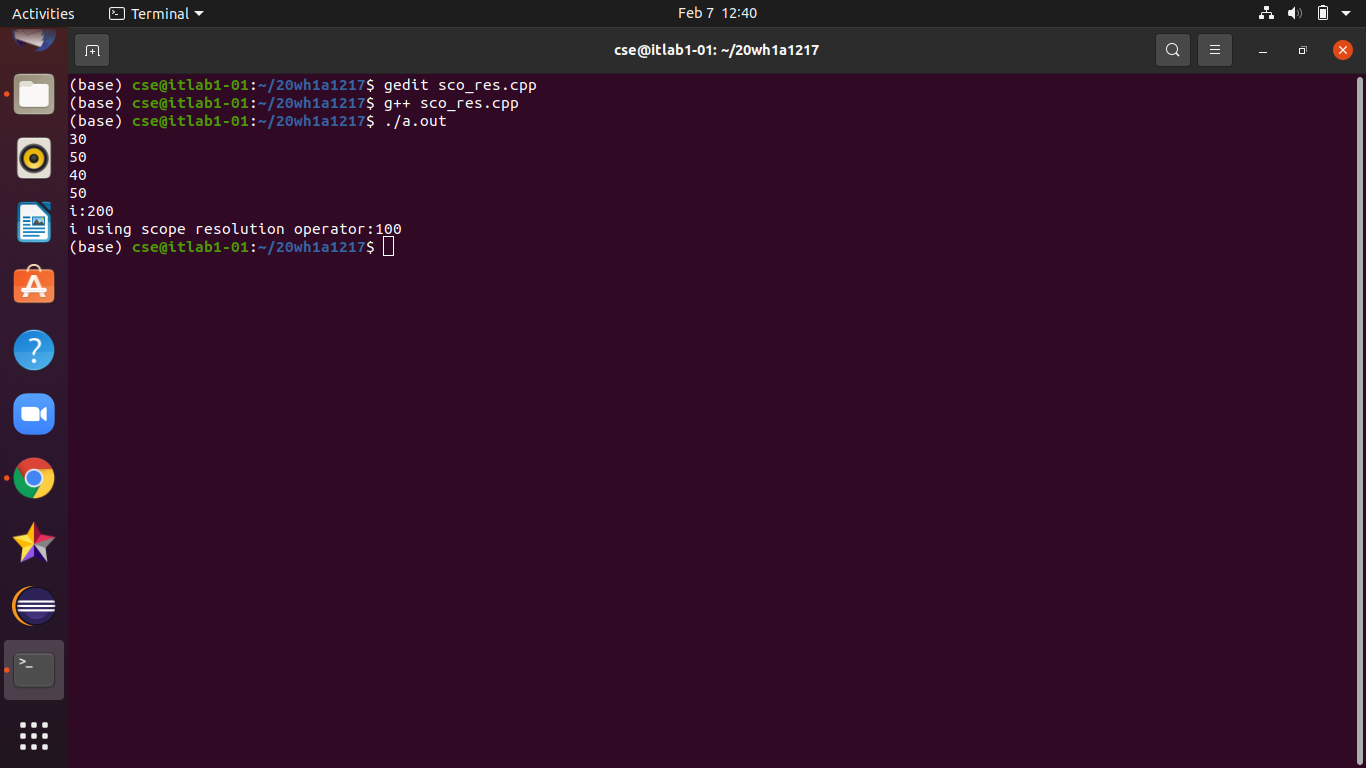 Activities
Terminal
Feb 7 12:40
cse@itlab1-01: ~/20wh1a1217
(base) cse@itlab1-01:~/20wh1a1217$ gedit sco_res.cpp
(base) cse@itlab1-01:~/20wh1a1217$ g++ sco_res.cpp
(base) cse@itlab1-01:~/20wh1a1217$ ./a.out
30
50
40
50
i:200
i using scope resolution operator:100
(base) cse@itlab1-01:~/20wh1a1217$